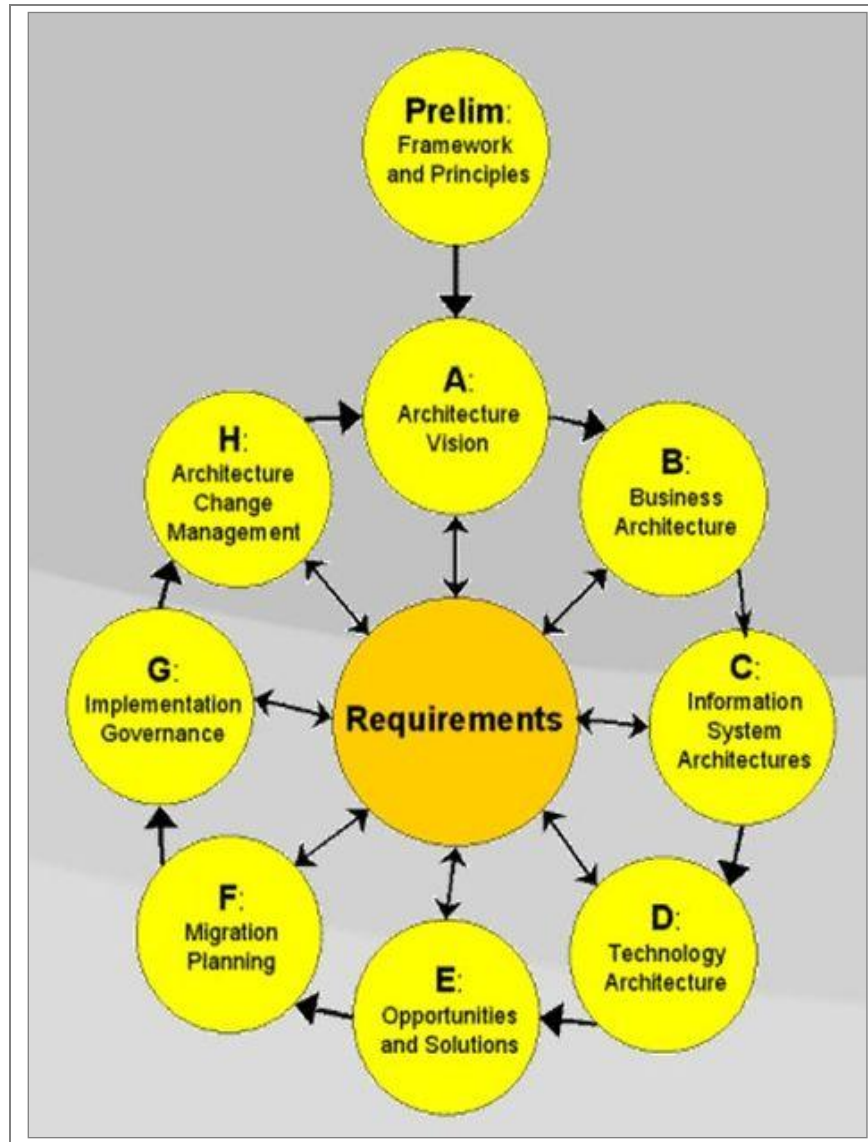 Prelim:
Framework
and Principles
A:
Architecture
Vision
B:
Business
Architecture
C:
Information
System
Architectures
D:
Technology
Architecture
E:
Opportunities
and Solutions
F:
Migration
Planning
G:
Implementation
Governance
H:
Architecture
Change
Management
Requirements